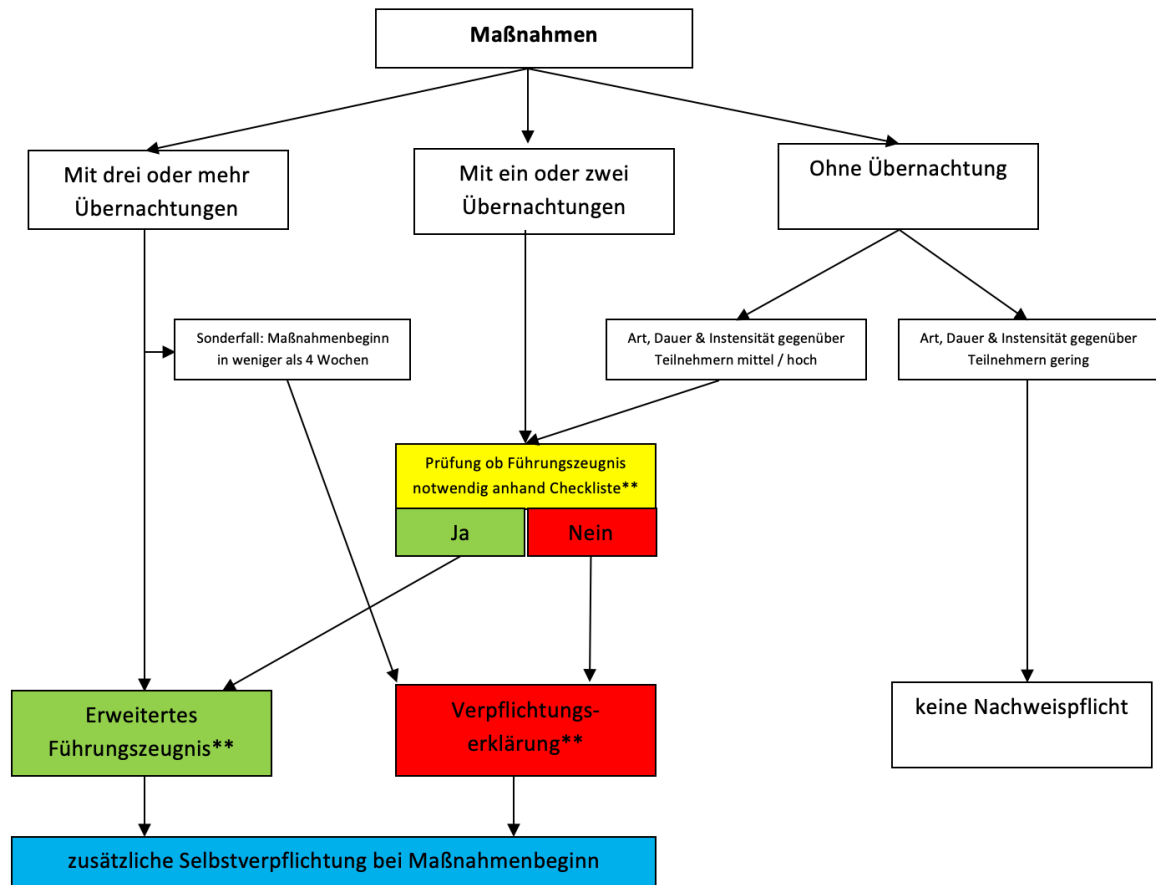 Maßnahmen
Mit drei oder mehr
Übernachtungen
Mit ein oder zwei
Übernachtungen
Ohne Übernachtung
Sonderfall: Maßnahmenbeginn
in weniger als 4 Wochen
Art, Dauer & Instensität gegenüber
Teilnehmern mittel / hoch
Art, Dauer & Instensität gegenüber
Teilnehmern gering
Prüfung ob Führungszeugnis
notwendig anhand Checkliste**
Ja
Nein
Erweitertes
Führungszeugnis**
Verpflichtungs-
erklärung**
keine Nachweispflicht
zusätzliche Selbstverpflichtung bei Maßnahmenbeginn